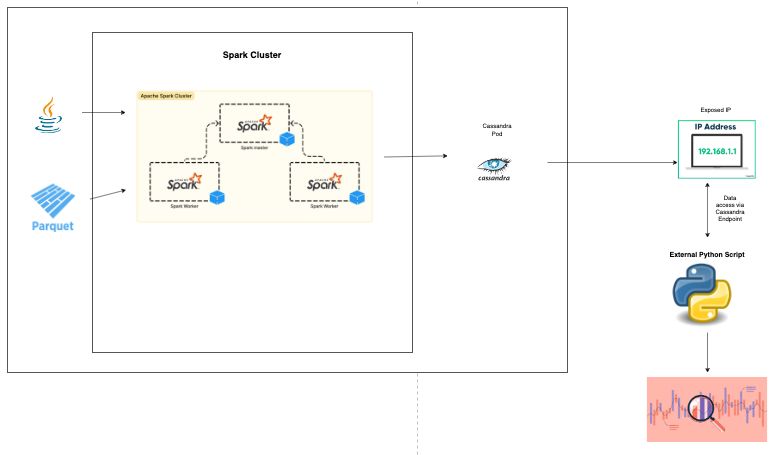 Spark Cluster
Apache Spark Cluster
APACHE
Spark
Spark master
APACHE
Spark
Spark Worker
APACHE
Spark
Spark Worker
Parquet
Cassandra
Pod
cassandra
Exposed IP
IP Address
192.168.1.1
Data
access via
Cassandra
Endpoint
External Python Script